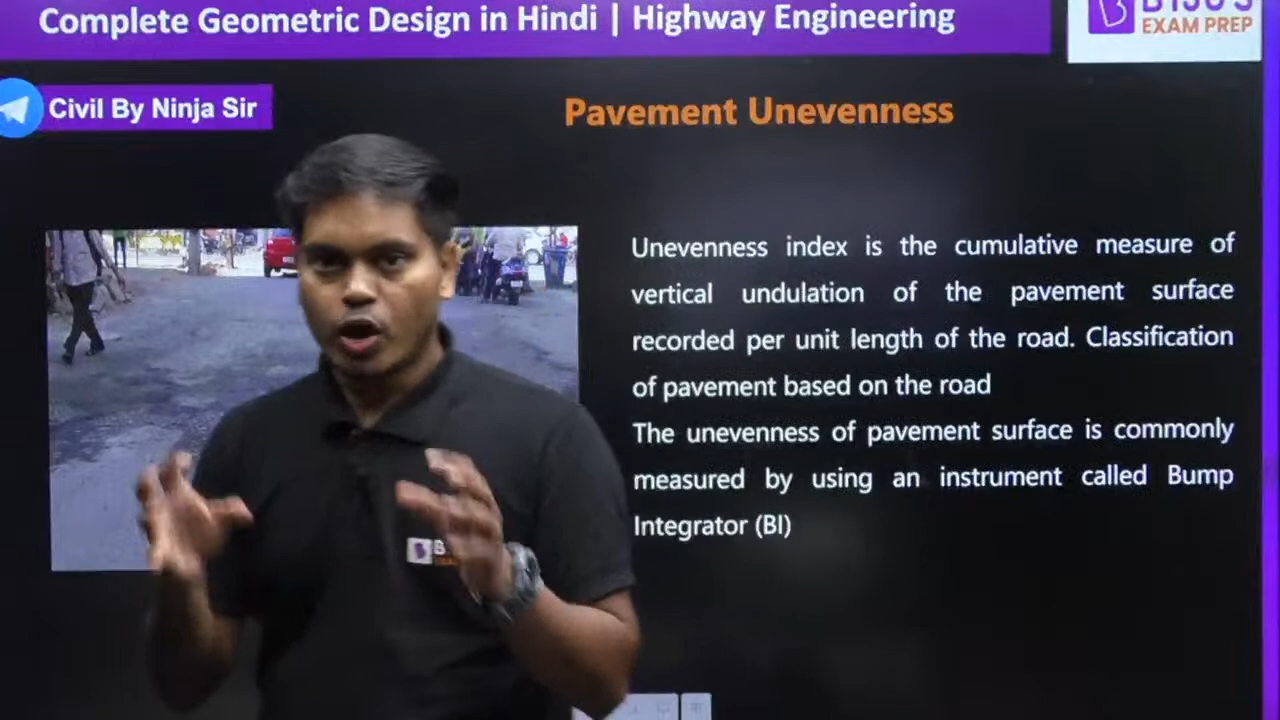 Complete Geometric Design in Hindi | Highway Engineering
BYJU'S
EXAM PREP
Civil By Ninja Sir
Pavement Unevenness
Unevenness index is the cumulative measure of
vertical undulation of the pavement surface
recorded per unit length of the road. Classification
of pavement based on the road
The unevenness of pavement surface is commonly
measured by using an instrument called Bump
Integrator (BI)